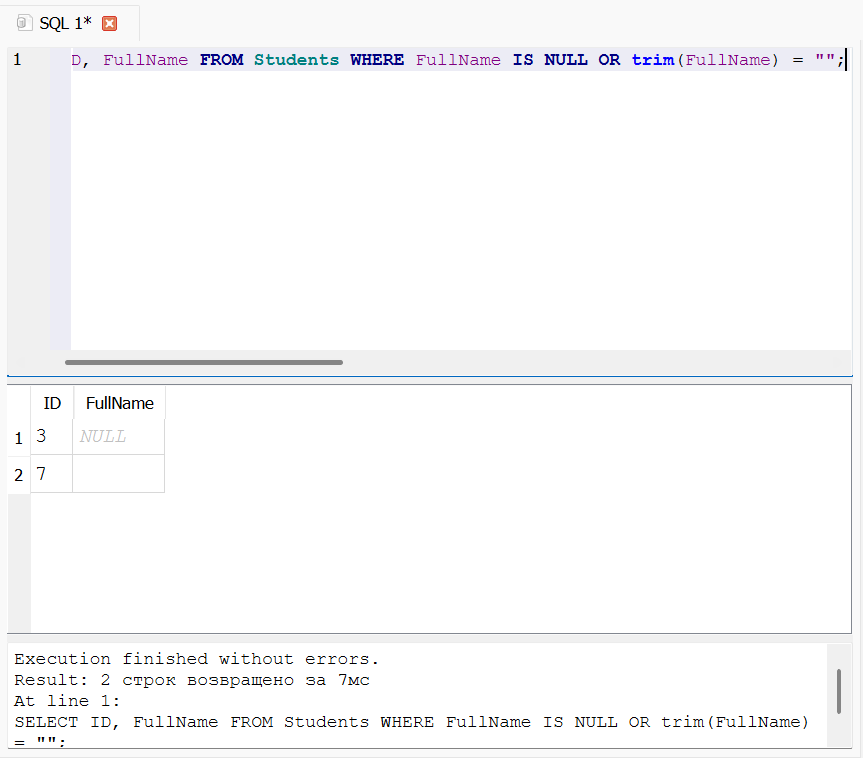 SQL 1*
1 D, FullName FROM Students WHERE FullName IS NULL OR trim(FullName) = "";
ID FullName
1 3 NULL
2 7
Execution finished without errors.
Result: 2 строк возвращено за 7мс
At line 1:
SELECT ID, FullName FROM Students WHERE FullName IS NULL OR trim(FullName)
= "";